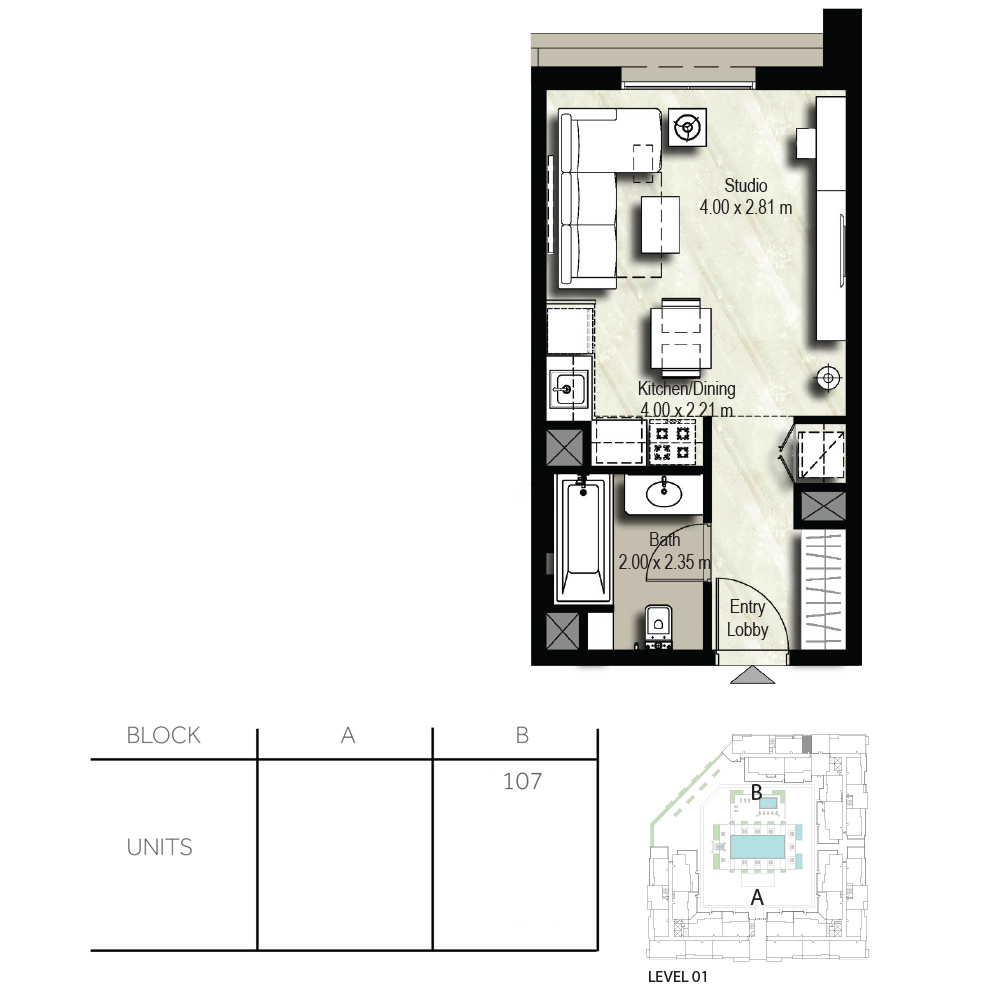 Studio
4.00 x 2.81 m
Kitchen/Dining
4.00 x 2.21 m
Bath
2.00 x 2.35 m
Entry
Lobby
BLOCK A B
107
UNITS
B
A
LEVEL 01